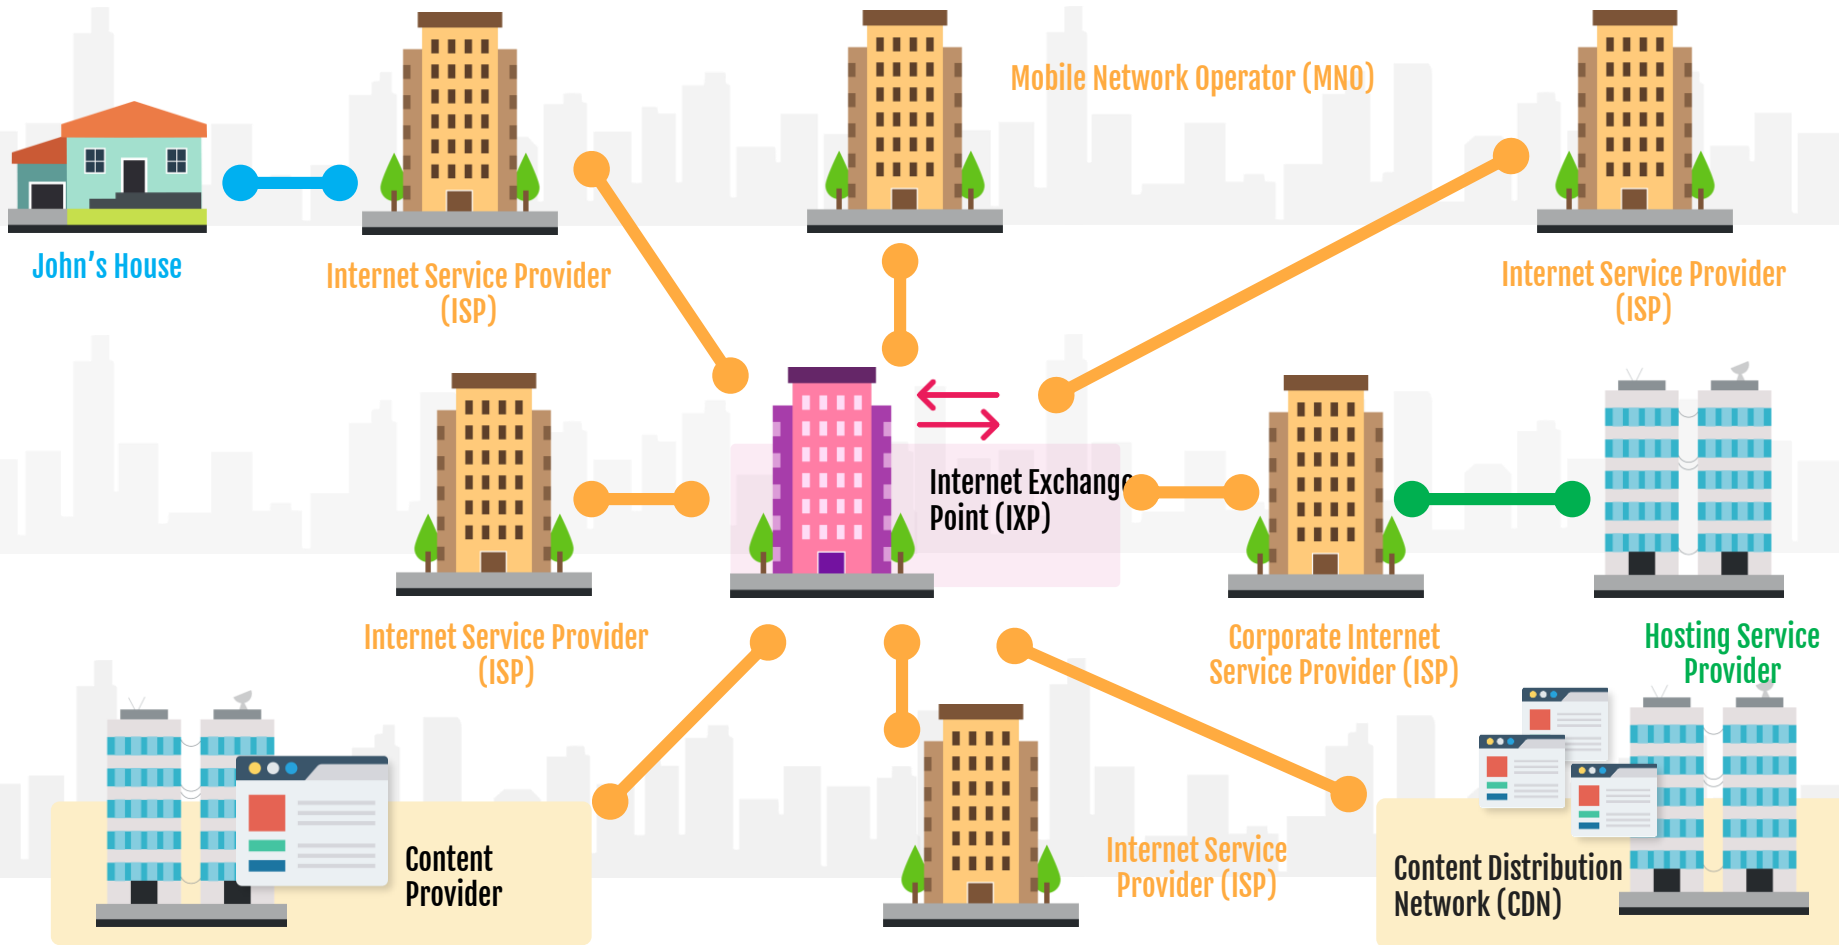 Mobile Network Operator (MNO)
John's House
Internet Service Provider
(ISP)
Internet Service Provider
(ISP)
Internet Exchange
Point (IXP)
Internet Service Provider
(ISP)
Corporate Internet
Service Provider (ISP)
Hosting Service
Provider
Content
Provider
Internet Service
Provider (ISP)
Content Distribution
Network (CDN)